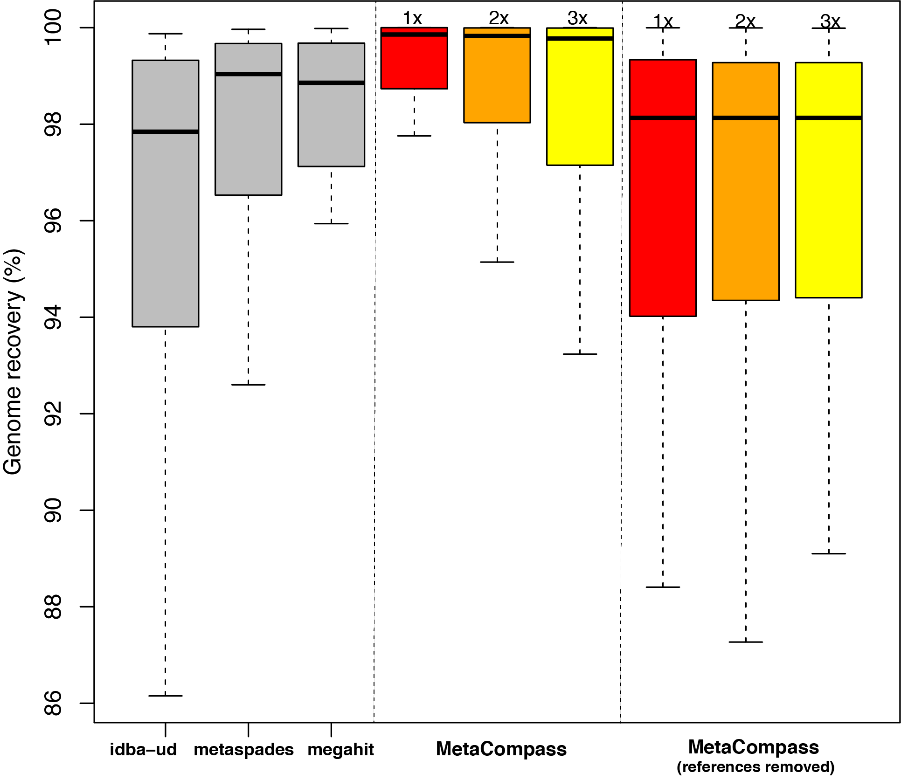 Genome recovery (%)
100
98
96
94
92
90
88
86
1x 2x 3x
1x 2x 3x
idba-ud metaspades megahit
MetaCompass
MetaCompass
(references removed)